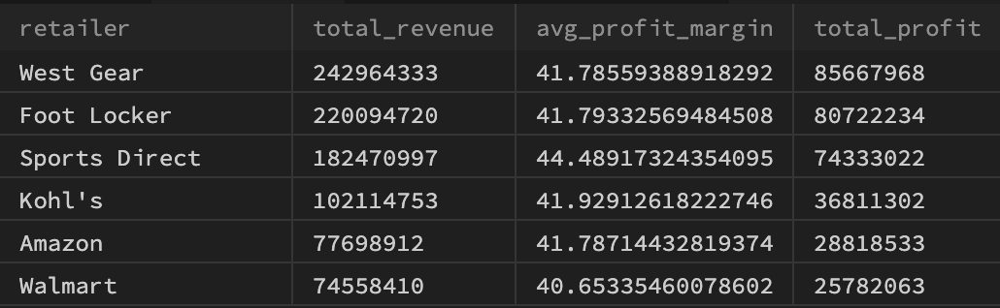 retailer total_revenue avg_profit_margin total_profit
West Gear 242964333 41.78559388918292 85667968
Foot Locker 220094720 41.79332569484508 80722234
Sports Direct 182470997 44.48917324354095 74333022
Kohl's 102114753 41.92912618222746 36811302
Amazon 77698912 41.78714432819374 28818533
Walmart 74558410 40.65335460078602 25782063